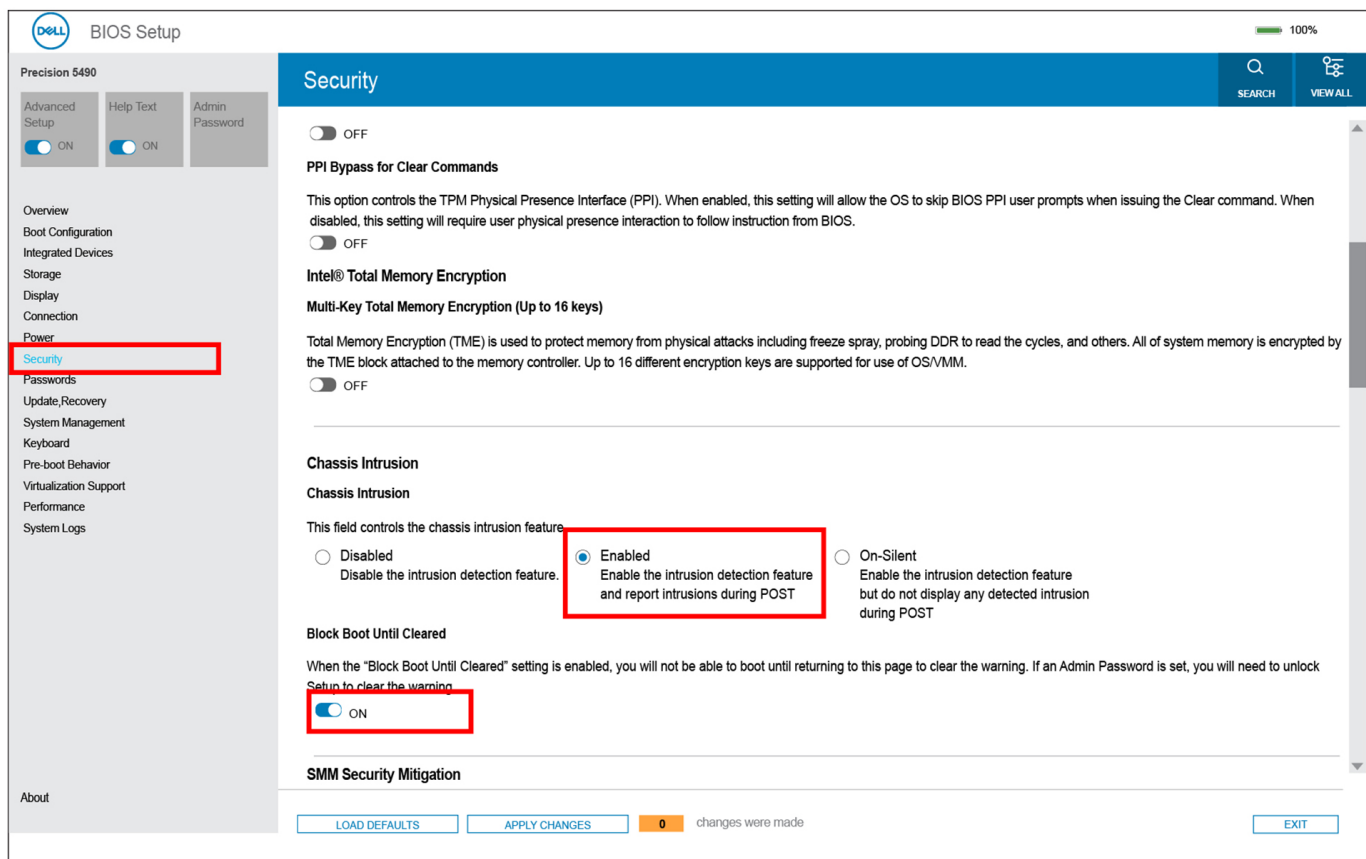 DELL
BIOS Setup
100%
Precision 5490
Advanced Setup
ON
Help Text
ON
Admin Password
Security
SEARCH
VIEW ALL
Overview
Boot Configuration
Integrated Devices
Storage
Display
Connection
Power
Security
Passwords
Update,Recovery
System Management
Keyboard
Pre-boot Behavior
Virtualization Support
Performance
System Logs
About
OFF
PPI Bypass for Clear Commands
This option controls the TPM Physical Presence Interface (PPI). When enabled, this setting will allow the OS to skip BIOS PPI user prompts when issuing the Clear command. When
disabled, this setting will require user physical presence interaction to follow instruction from BIOS.
OFF
Intel® Total Memory Encryption
Multi-Key Total Memory Encryption (Up to 16 keys)
Total Memory Encryption (TME) is used to protect memory from physical attacks including freeze spray, probing DDR to read the cycles, and others. All of system memory is encrypted by
the TME block attached to the memory controller. Up to 16 different encryption keys are supported for use of OS/VMM.
OFF
Chassis Intrusion
Chassis Intrusion
This field controls the chassis intrusion feature
Disabled
Disable the intrusion detection feature.
Enabled
Enable the intrusion detection feature
and report intrusions during POST
On-Silent
Enable the intrusion detection feature
but do not display any detected intrusion
during POST
Block Boot Until Cleared
When the “Block Boot Until Cleared” setting is enabled, you will not be able to boot until returning to this page to clear the warning. If an Admin Password is set, you will need to unlock
Setup to clear the warning
ON
SMM Security Mitigation
LOAD DEFAULTS
APPLY CHANGES
0
changes were made
EXIT